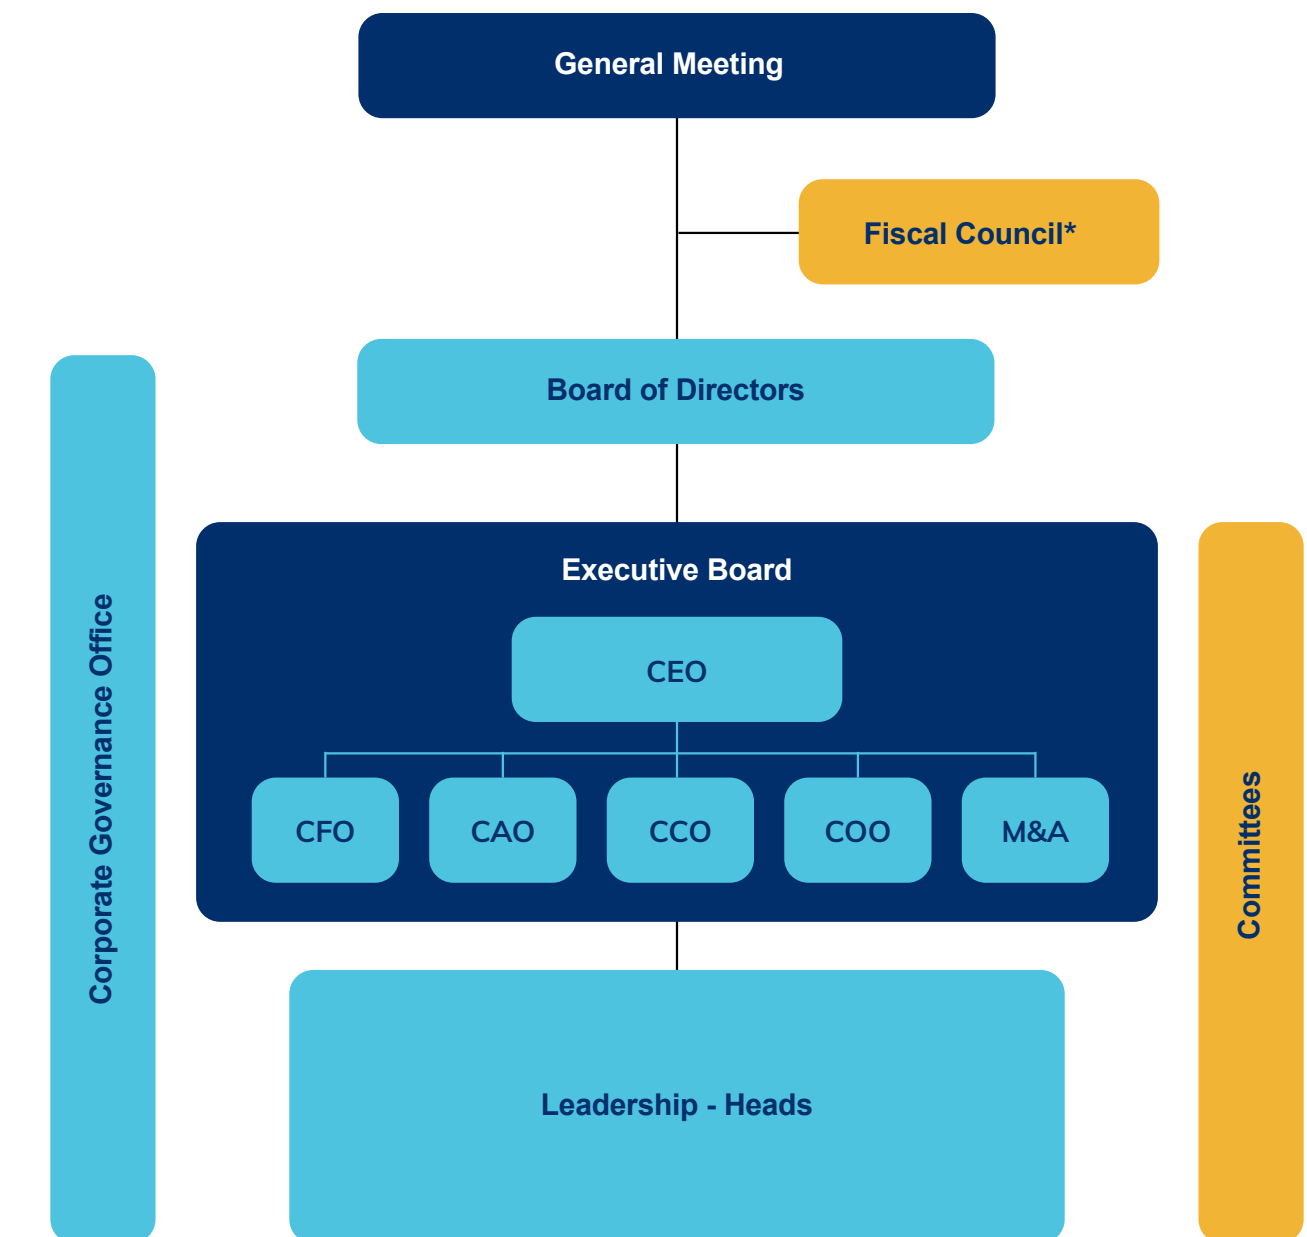 General Meeting
Fiscal Council*
Board of Directors
Corporate Governance Office
Executive Board
CEO
CFO
CAO
CCO
COO
M&A
Committees
Leadership - Heads